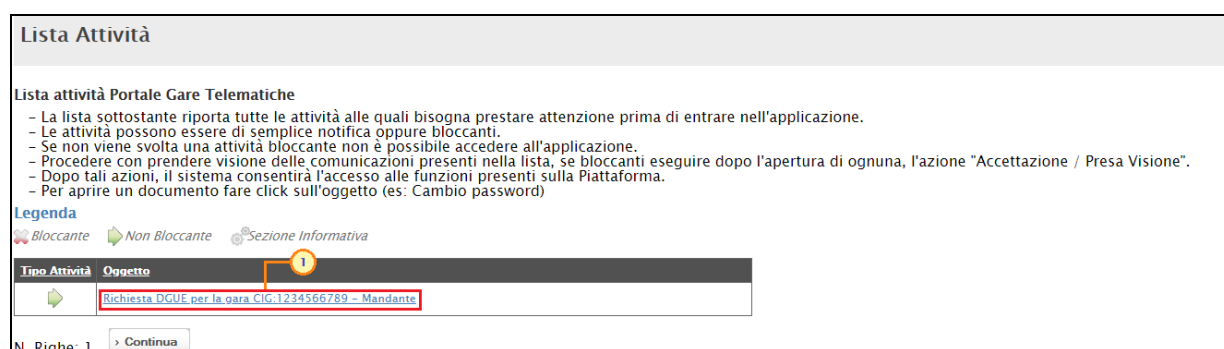 Lista Attività
Lista attività Portale Gare Telematiche
– La lista sottostante riporta tutte le attività alle quali bisogna prestare attenzione prima di entrare nell'applicazione.
– Le attività possono essere di semplice notifica oppure bloccanti.
– Se non viene svolta una attività bloccante non è possibile accedere all'applicazione.
– Procedere con prendere visione delle comunicazioni presenti nella lista, se bloccanti eseguire dopo l'apertura di ognuna, l'azione "Accettazione / Presa Visione".
– Dopo tali azioni, il sistema consentirà l'accesso alle funzioni presenti sulla Piattaforma.
– Per aprire un documento fare click sull'oggetto (es: Cambio password)
Legenda
Bloccante Non Bloccante Sezione Informativa
1
Tipo Attività Oggetto
Richiesta DGUE per la gara CIG:1234566789 – Mandante
N. Righe: 1 › Continua